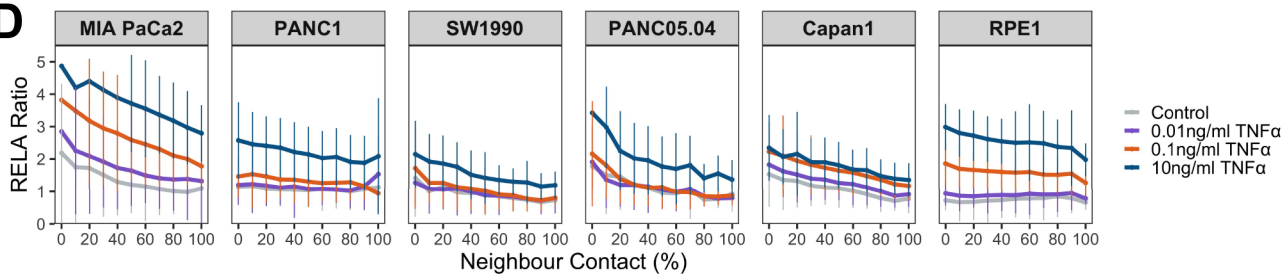 D
MIA PaCa2 PANC1 SW1990 PANC05.04 Capan1 RPE1
RELA Ratio
5
4
3
2
1
0
0 20 40 60 80 100 0 20 40 60 80 100 0 20 40 60 80 100 0 20 40 60 80 100 0 20 40 60 80 100 0 20 40 60 80 100
Neighbour Contact (%)
Control
0.01ng/ml TNFα
0.1ng/ml TNFα
10ng/ml TNFα